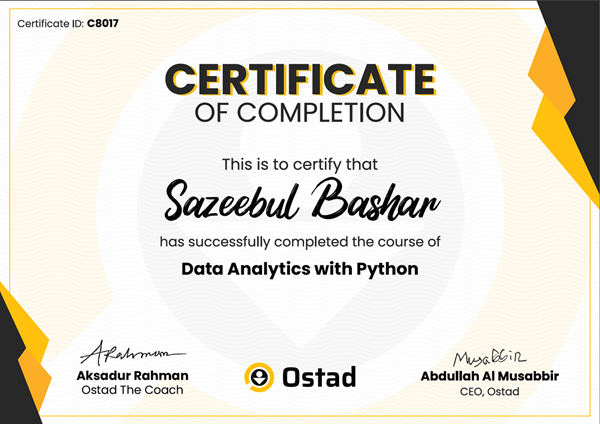 Certificate ID: C8017
CERTIFICATE
OF COMPLETION
This is to certify that
Sazeebul Bashar
has successfully completed the course of
Data Analytics with Python
ARahman
Aksadur Rahman
Ostad The Coach
Ostad
Musabbir
Abdullah Al Musabbir
CEO, Ostad